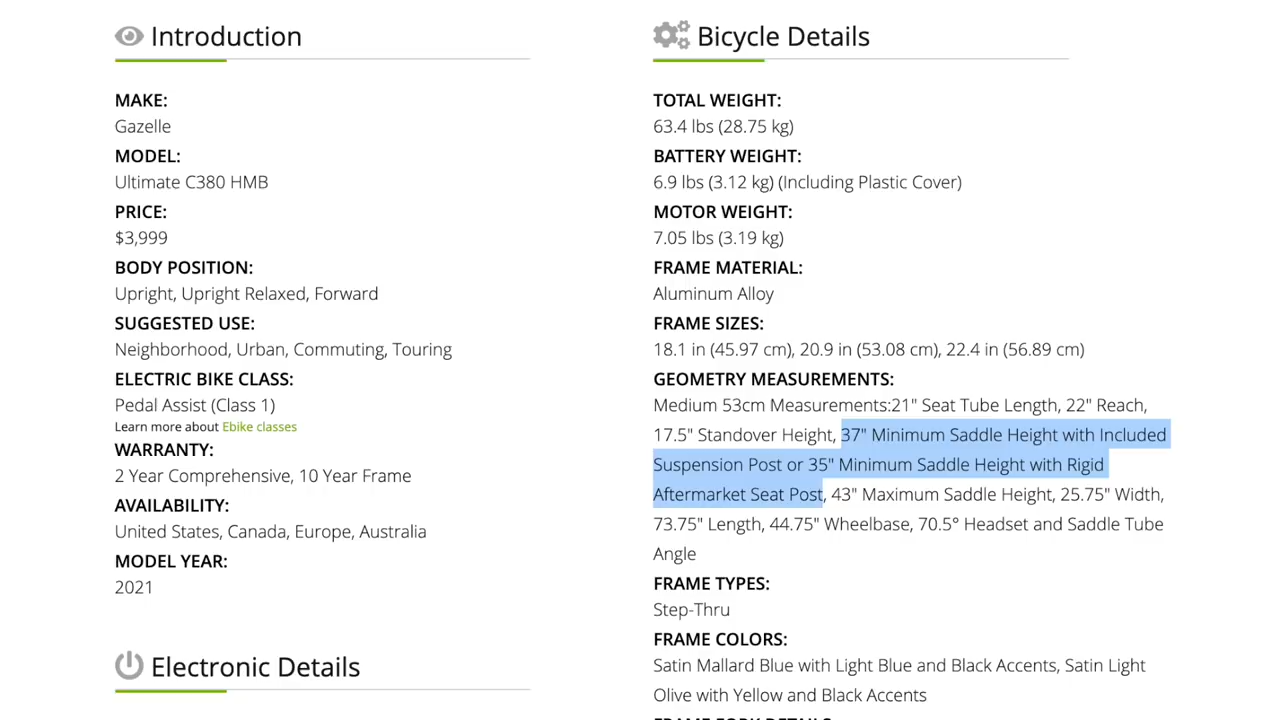 Introduction
MAKE:
Gazelle
MODEL:
Ultimate C380 HMB
PRICE:
$3,999
BODY POSITION:
Upright, Upright Relaxed, Forward
SUGGESTED USE:
Neighborhood, Urban, Commuting, Touring
ELECTRIC BIKE CLASS:
Pedal Assist (Class 1)
Learn more about Ebike classes
WARRANTY:
2 Year Comprehensive, 10 Year Frame
AVAILABILITY:
United States, Canada, Europe, Australia
MODEL YEAR:
2021
Electronic Details
Bicycle Details
TOTAL WEIGHT:
63.4 lbs (28.75 kg)
BATTERY WEIGHT:
6.9 lbs (3.12 kg) (Including Plastic Cover)
MOTOR WEIGHT:
7.05 lbs (3.19 kg)
FRAME MATERIAL:
Aluminum Alloy
FRAME SIZES:
18.1 in (45.97 cm), 20.9 in (53.08 cm), 22.4 in (56.89 cm)
GEOMETRY MEASUREMENTS:
Medium 53cm Measurements:21" Seat Tube Length, 22" Reach,
17.5" Standover Height, 37" Minimum Saddle Height with Included
Suspension Post or 35" Minimum Saddle Height with Rigid
Aftermarket Seat Post, 43" Maximum Saddle Height, 25.75" Width,
73.75" Length, 44.75" Wheelbase, 70.5° Headset and Saddle Tube
Angle
FRAME TYPES:
Step-Thru
FRAME COLORS:
Satin Mallard Blue with Light Blue and Black Accents, Satin Light
Olive with Yellow and Black Accents
FRAME FORK DETAILS: